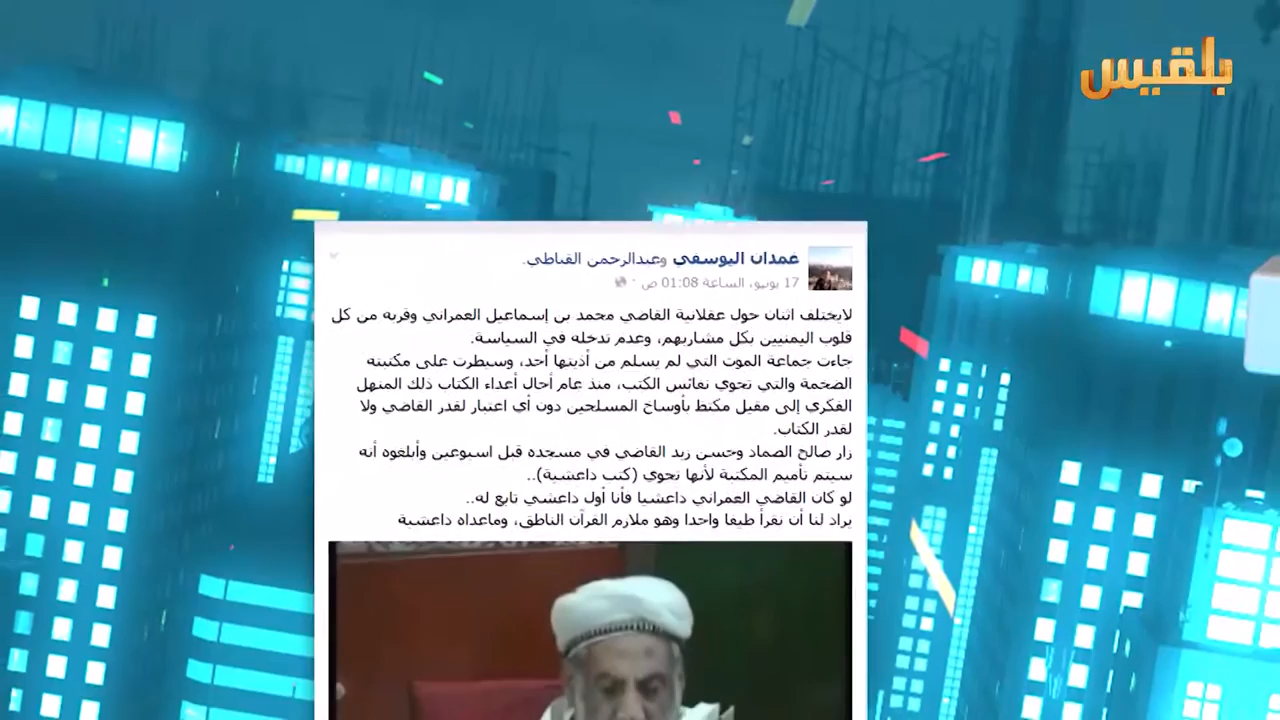 بلقيس
غمدان اليوسفي وعبدالرحمن القباطي.
17 يونيو، الساعة 01:08 ص ·
لايختلف اثنان حول عقلانية القاضي محمد بن إسماعيل العمراني وقربه من كل
قلوب اليمنيين بكل مشاربهم، وعدم تدخله في السياسة.
جاءت جماعة الموت التي لم يسلم من أذيتها أحد، وسيطرت على مكتبته
الضخمة والتي تحوي نفائس الكتب، منذ عام أحال أعداء الكتاب ذلك المنهل
الفكري إلى مقيل مكتظ بأوساخ المسلحين دون أي اعتبار لقدر القاضي ولا
لقدر الكتاب.
زار صالح الصماد وحسن زيد القاضي في مسجده قبل اسبوعين وأبلغوه أنه
سيتم تأميم المكتبة لأنها تحوي (كتب داعشية)..
لو كان القاضي العمراني داعشيا فأنا أول داعشي تابع له..
يراد لنا أن نقرأ طيفا واحدا وهو ملازم القرآن الناطق، وماعداه داعشية